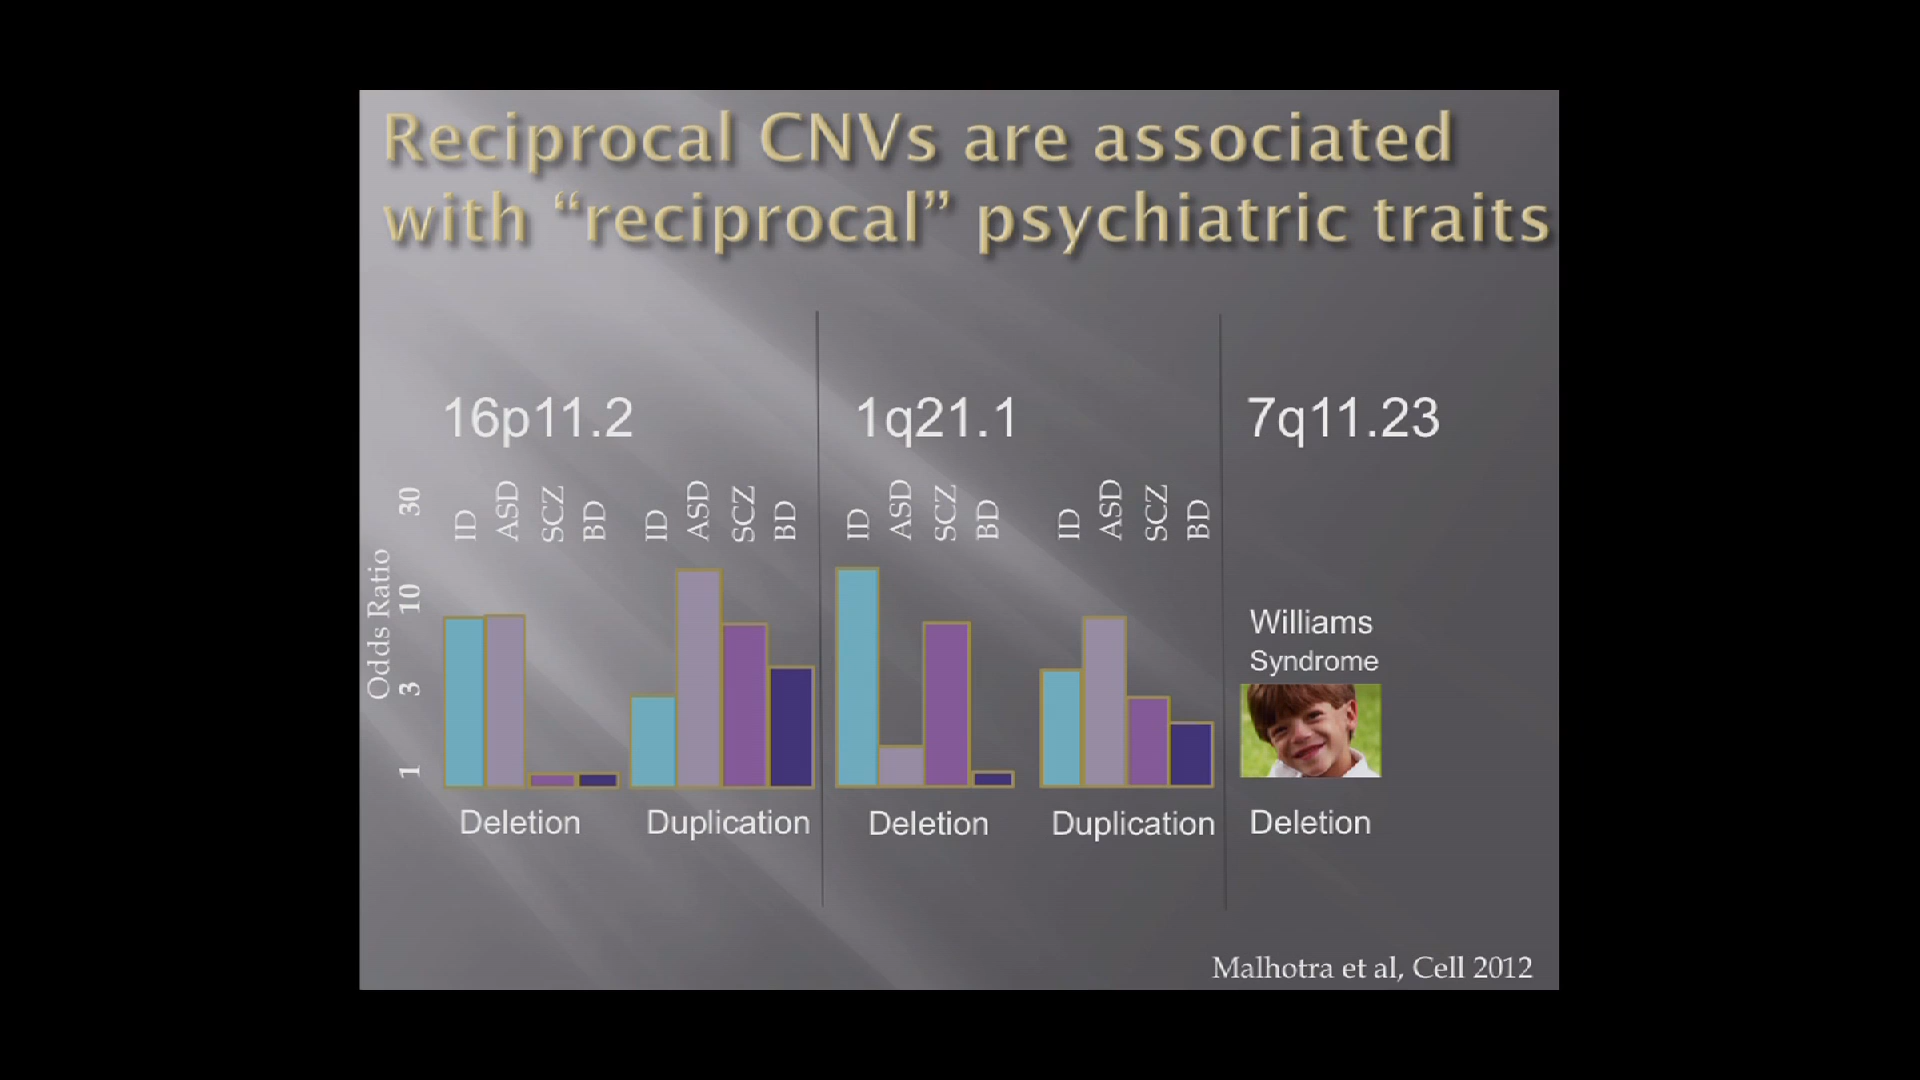 Reciprocal CNVs are associated
with “reciprocal” psychiatric traits
16p11.2
1q21.1
7q11.23
Odds Ratio
30
10
3
1
ID ASD SCZ BD
ID ASD SCZ BD
ID ASD SCZ BD
ID ASD SCZ BD
Williams
Syndrome
Deletion
Duplication
Deletion
Duplication
Deletion
Malhotra et al, Cell 2012